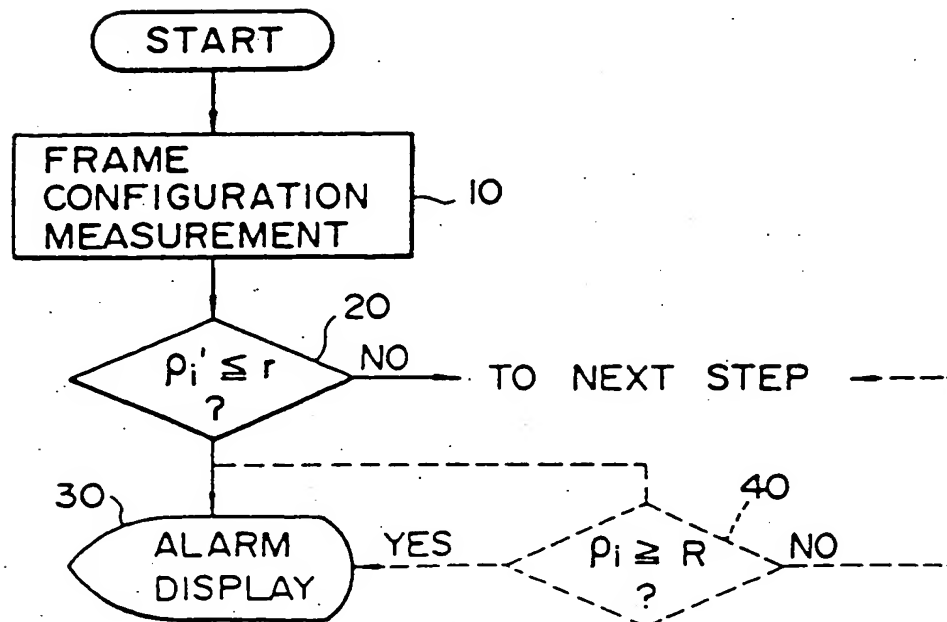 START
FRAME
CONFIGURATION
MEASUREMENT
10
20
ρi' ≦ r
?
NO
TO NEXT STEP
30
ALARM
DISPLAY
YES
40
ρi ≧ R
?
NO